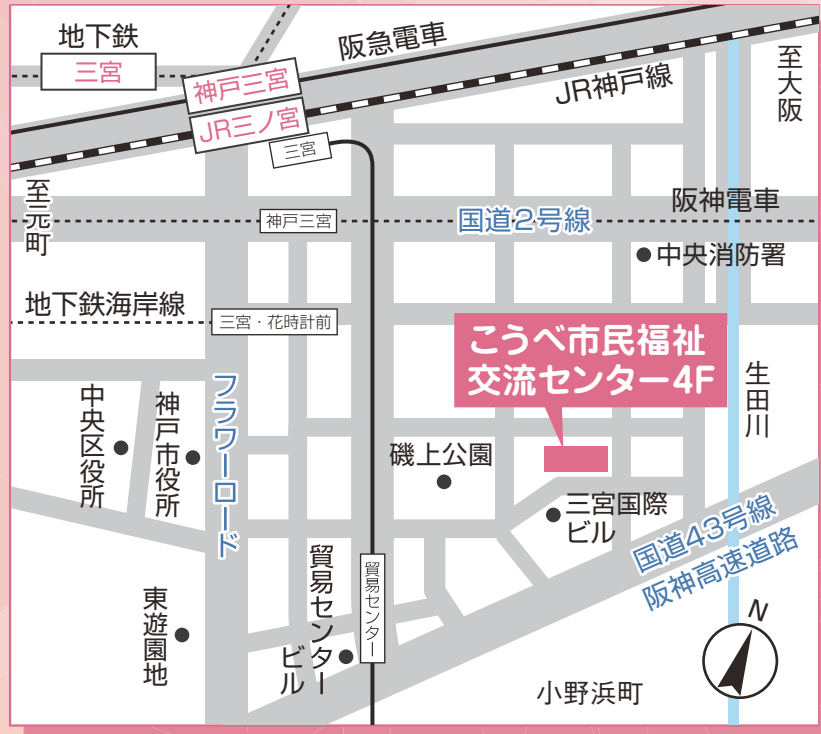 地下鉄
三宮
阪急電車
神戸三宮
JR三ノ宮
三宮
JR神戸線
至大阪
至元町
神戸三宮
国道2号線
阪神電車
中央消防署
地下鉄海岸線
三宮・花時計前
こうべ市民福祉
交流センター4F
生田川
中央区役所
神戸市役所
フラワーロード
磯上公園
三宮国際
ビル
国道43号線
阪神高速道路
貿易センター
ビル
貿易センター
東遊園地
小野浜町
N